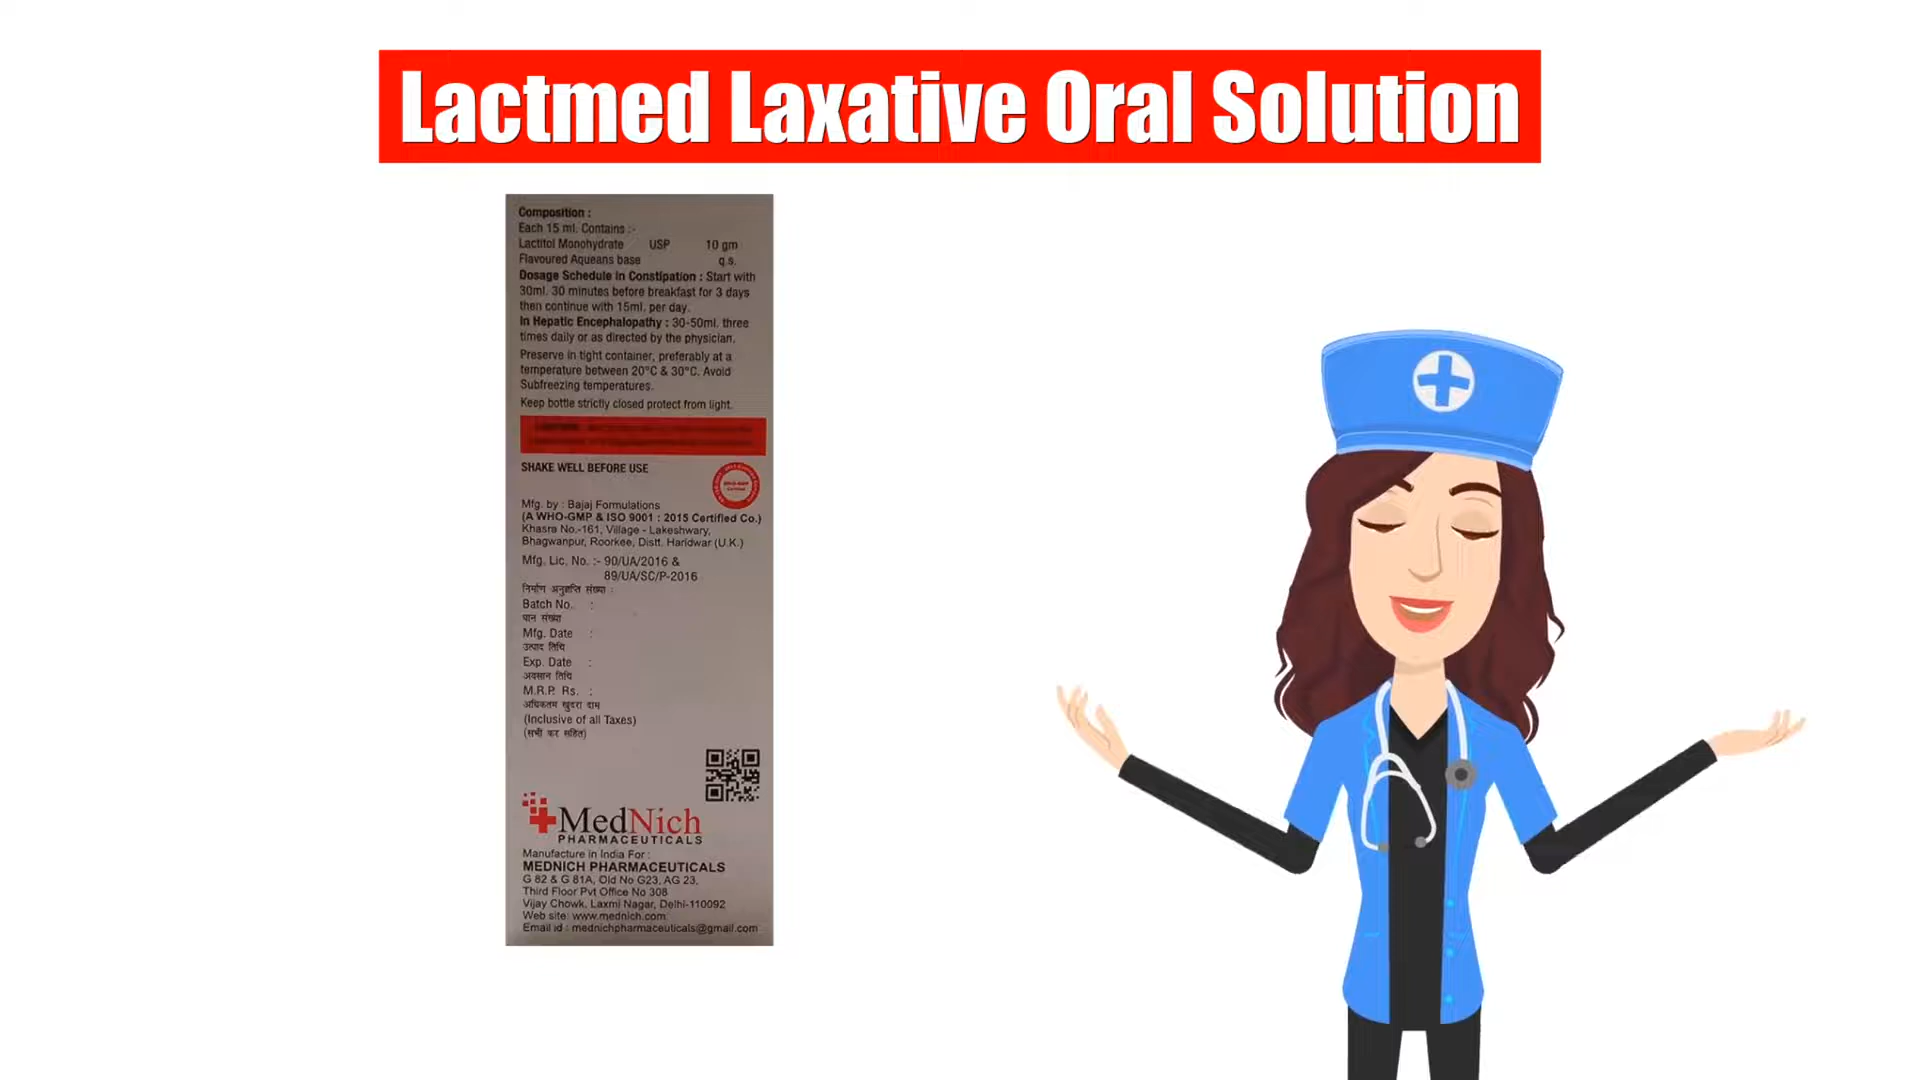 Lactmed Laxative Oral Solution
Composition :
Each 15 ml. Contains :-
Lactitol Monohydrate USP 10 gm
Flavoured Aqueans base q.s.
Dosage Schedule in Constipation : Start with
30ml. 30 minutes before breakfast for 3 days
then continue with 15ml. per day.
In Hepatic Encephalopathy : 30-50ml. three
times daily or as directed by the physician.
Preserve in tight container, preferably at a
temperature between 20°C & 30°C. Avoid
Subfreezing temperatures.
Keep bottle strictly closed protect from light.
SHAKE WELL BEFORE USE
Mfg. by : Bajaj Formulations
(A WHO-GMP & ISO 9001 : 2015 Certified Co.)
Khasra No.-161, Village - Lakeshwary,
Bhagwanpur, Roorkee, Distt. Haridwar (U.K.)
Mfg. Lic. No. :- 90/UA/2016 &
89/UA/SC/P-2016
निर्माण अनुज्ञप्ति संख्या :
Batch No. :
पान संख्या
Mfg. Date :
उत्पाद तिथि
Exp. Date :
अवसान तिथि
M.R.P. Rs. :
अधिकतम खुदरा दाम
(Inclusive of all Taxes)
(सभी कर सहित)
MedNich
PHARMACEUTICALS
Manufacture in India For :
MEDNICH PHARMACEUTICALS
G 82 & G 81A, Old No G23, AG 23,
Third Floor Pvt Office No 308
Vijay Chowk, Laxmi Nagar, Delhi-110092
Web site: www.mednich.com
Email id : mednichpharmaceuticals@gmail.com